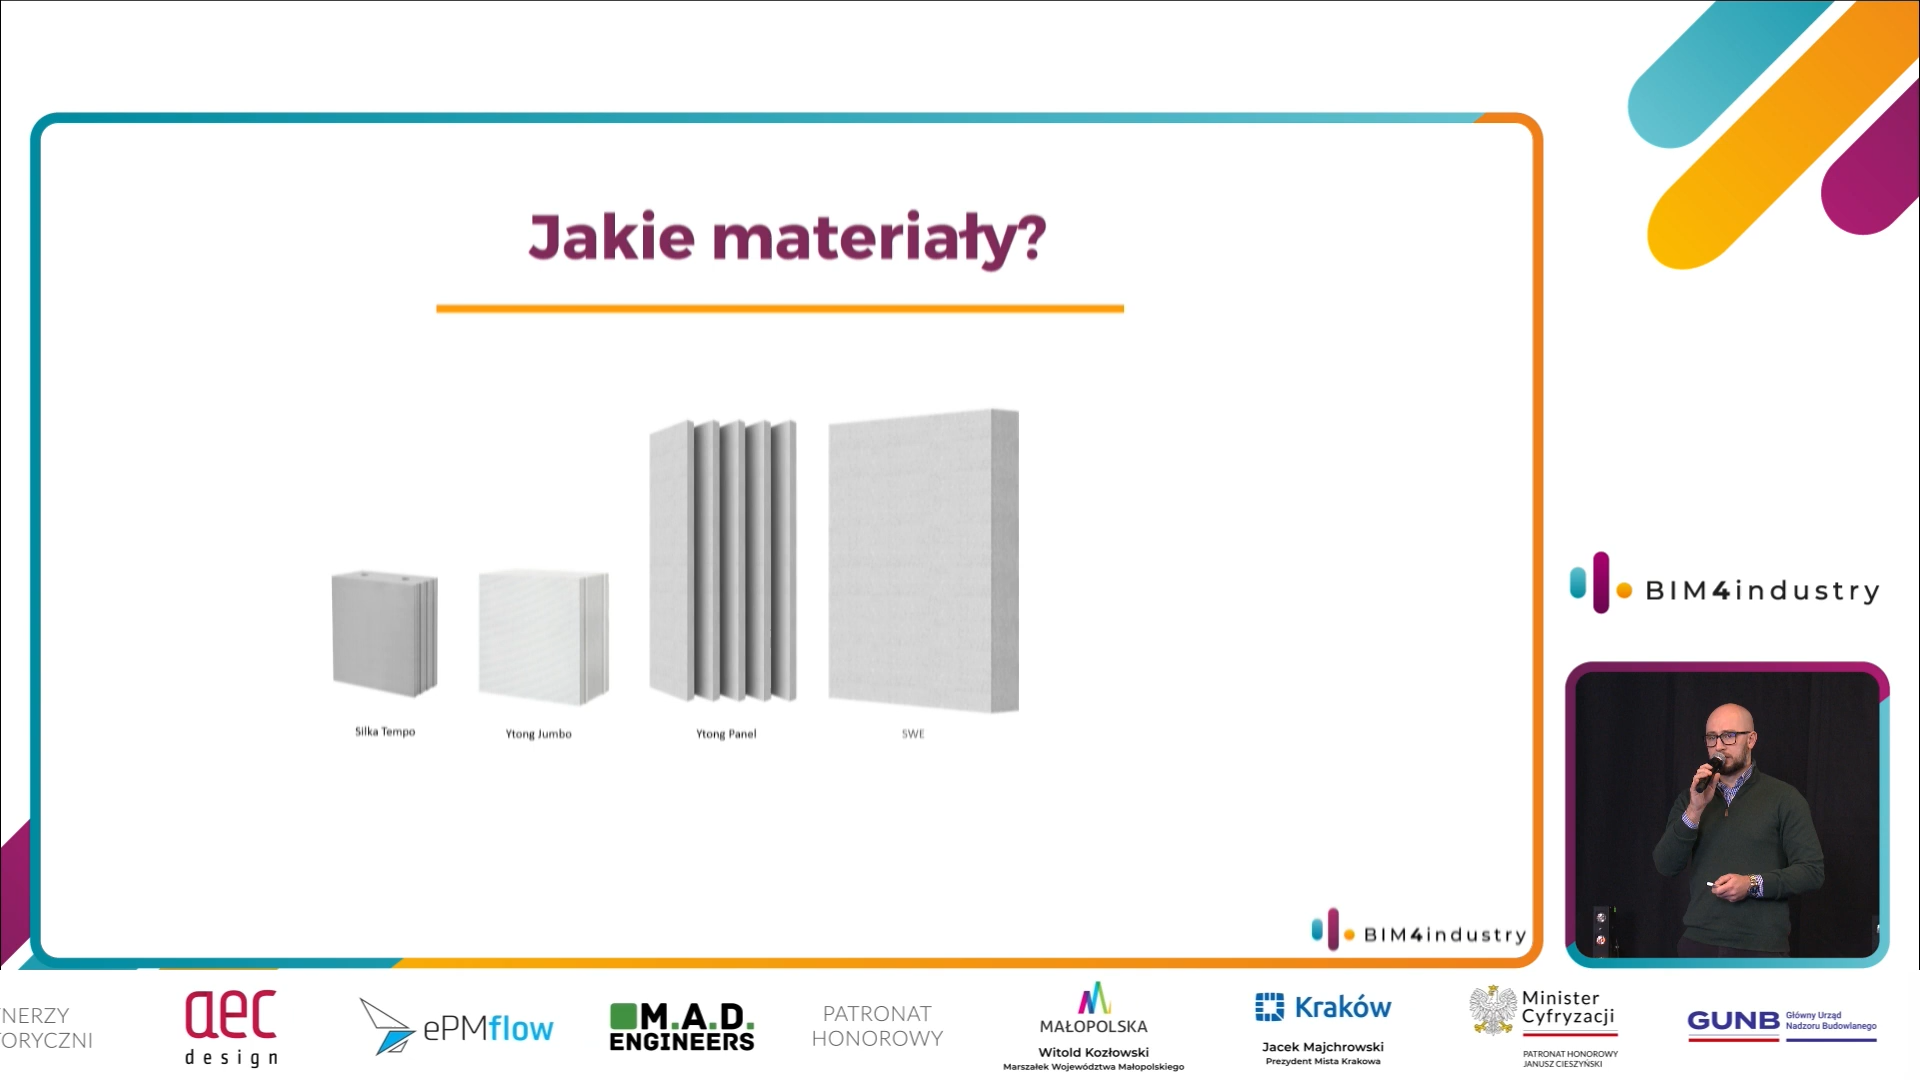 Jakie materiały?
Silka Tempo
Ytong Jumbo
Ytong Panel
SWE
BIM4industry
BIM4industry
NERZY
ORYCZNI
aec
design
ePMflow
M.A.D.
ENGINEERS
PATRONAT
HONOROWY
MAŁOPOLSKA
Witold Kozłowski
Marszałek Województwa Małopolskiego
Kraków
Jacek Majchrowski
Prezydent Mista Krakowa
Minister
Cyfryzacji
PATRONAT HONOROWY
JANUSZ CIESZYŃSKI
GUNB
Główny Urząd
Nadzoru Budowlanego